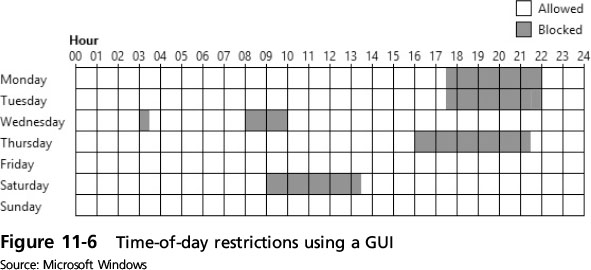 Allowed
Blocked
Hour
00 01 02 03 04 05 06 07 08 09 10 11 12 13 14 15 16 17 18 19 20 21 22 23 24
Monday
Tuesday
Wednesday
Thursday
Friday
Saturday
Sunday
Figure 11-6 Time-of-day restrictions using a GUI
Source: Microsoft Windows